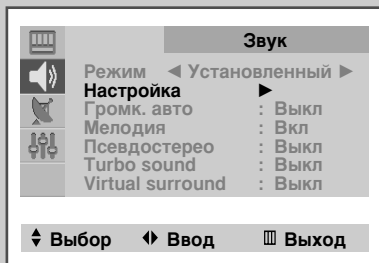 Звук
Режим ◀ Установленный ▶
Настройка ▶
Громк. авто : Выкл
Мелодия : Вкл
Псевдостерео : Выкл
Turbo sound : Выкл
Virtual surround : Выкл
Выбор Ввод Выход